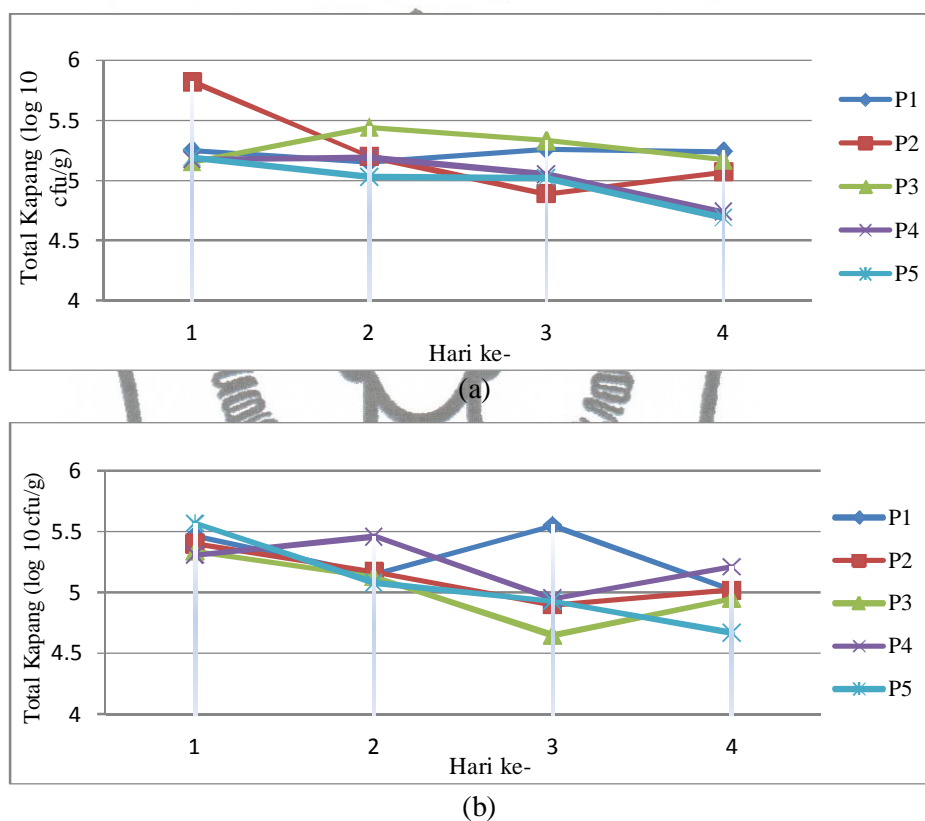 Total Kapang (log 10
cfu/g)
6
5.5
5
4.5
4
1 2 3 4
Hari ke-
P1
P2
P3
P4
P5
(a)
Total Kapang (log 10 cfu/g)
6
5.5
5
4.5
4
1 2 3 4
Hari ke-
P1
P2
P3
P4
P5
(b)